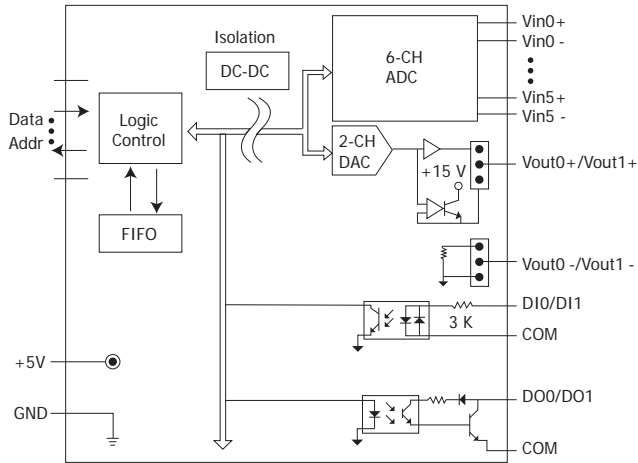 Isolation
DC-DC
6-CH
ADC
Vin0+
Vin0 -
Vin5+
Vin5 -
Data
Addr
Logic
Control
FIFO
2-CH
DAC
+15 V
Vout0+/Vout1+
Vout0 -/Vout1 -
DI0/DI1
3 K
COM
+5V
GND
DO0/DO1
COM